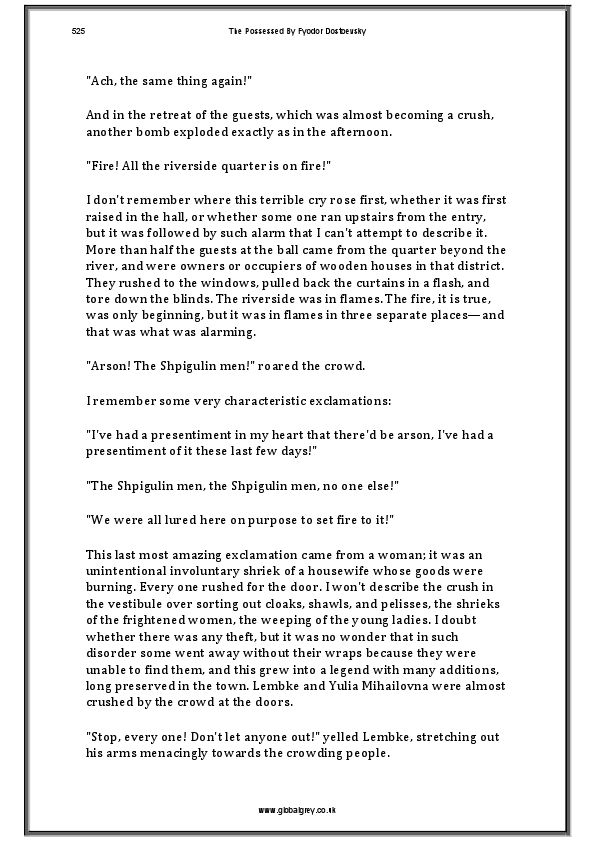 525
The Possessed By Fyodor Dostoevsky
"Ach, the same thing again!"
And in the retreat of the guests, which was almost becoming a crush,
another bomb exploded exactly as in the afternoon.
"Fire! All the riverside quarter is on fire!"
I don't remember where this terrible cry rose first, whether it was first
raised in the hall, or whether some one ran upstairs from the entry,
but it was followed by such alarm that I can't attempt to describe it.
More than half the guests at the ball came from the quarter beyond the
river, and were owners or occupiers of wooden houses in that district.
They rushed to the windows, pulled back the curtains in a flash, and
tore down the blinds. The riverside was in flames. The fire, it is true,
was only beginning, but it was in flames in three separate places—and
that was what was alarming.
"Arson! The Shpigulin men!" roared the crowd.
I remember some very characteristic exclamations:
"I've had a presentiment in my heart that there'd be arson, I've had a
presentiment of it these last few days!"
"The Shpigulin men, the Shpigulin men, no one else!"
"We were all lured here on purpose to set fire to it!"
This last most amazing exclamation came from a woman; it was an
unintentional involuntary shriek of a housewife whose goods were
burning. Every one rushed for the door. I won't describe the crush in
the vestibule over sorting out cloaks, shawls, and pelisses, the shrieks
of the frightened women, the weeping of the young ladies. I doubt
whether there was any theft, but it was no wonder that in such
disorder some went away without their wraps because they were
unable to find them, and this grew into a legend with many additions,
long preserved in the town. Lembke and Yulia Mihailovna were almost
crushed by the crowd at the doors.
"Stop, every one! Don't let anyone out!" yelled Lembke, stretching out
his arms menacingly towards the crowding people.
www.globalgrey.co.uk